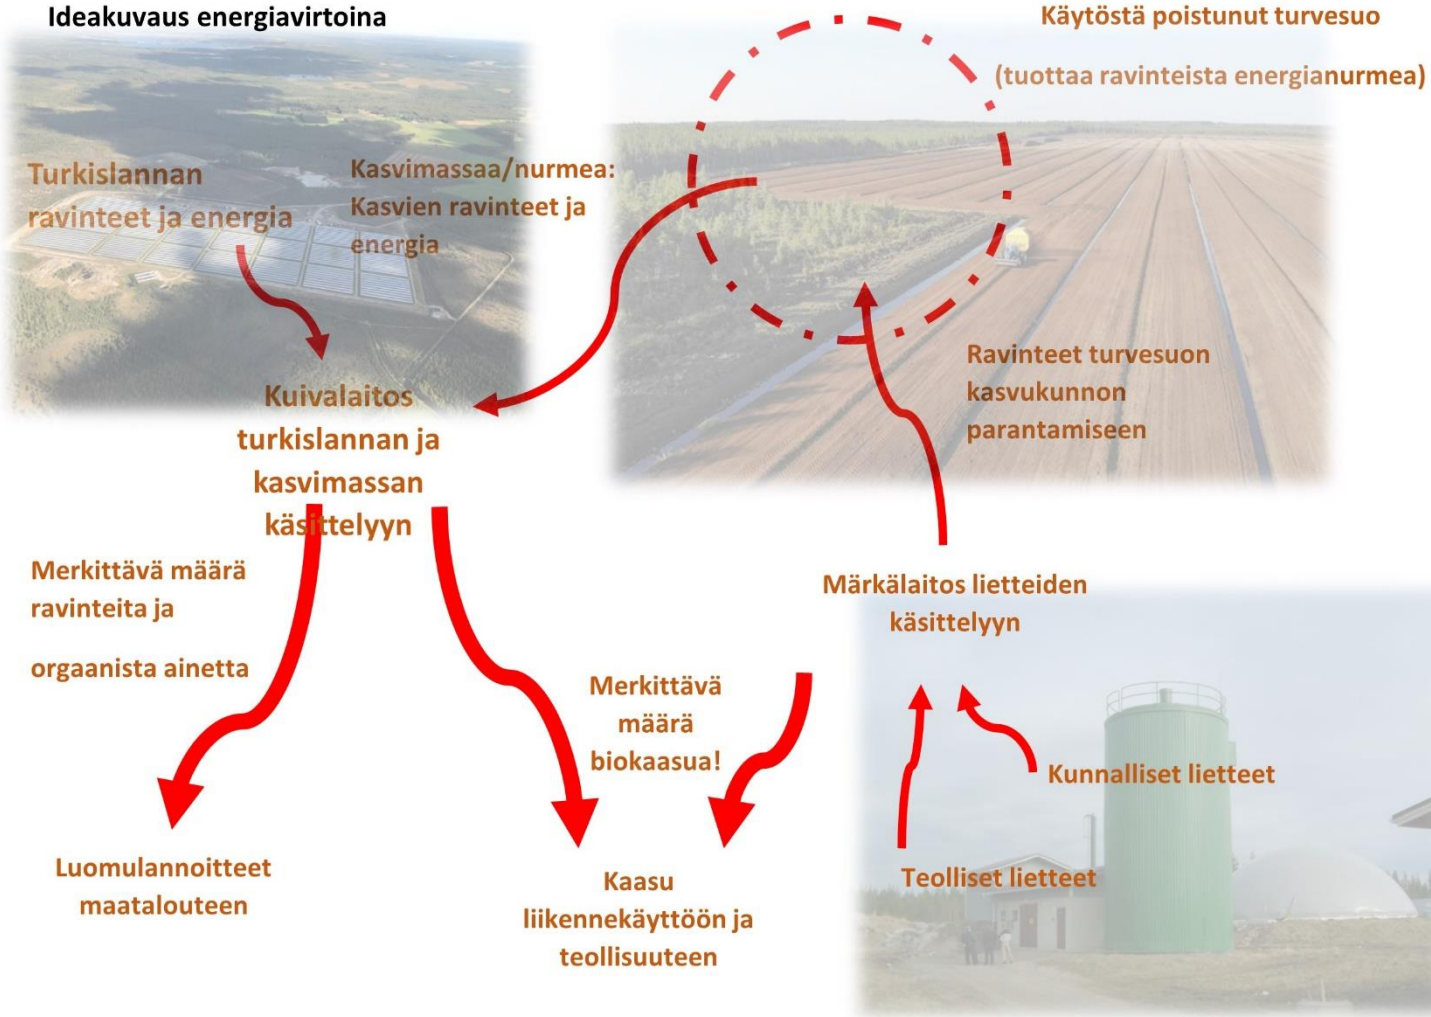 Ideakuvaus energiavirtoina
Käytöstä poistunut turvesuo
(tuottaa ravinteista energianurmea)
Turkislannan
ravinteet ja energia
Kasvimassaa/nurmea:
Kasvien ravinteet ja
energia
Ravinteet turvesuon
kasvukunnon
parantamiseen
Kuivalaitos
turkislannan ja
kasvimassan
käsittelyyn
Merkittävä määrä
ravinteita ja
orgaanista ainetta
Märkälaitos lietteiden
käsittelyyn
Merkittävä
määrä
biokaasua!
Kunnalliset lietteet
Teolliset lietteet
Luomulannoitteet
maatalouteen
Kaasu
liikennekäyttöön ja
teollisuuteen